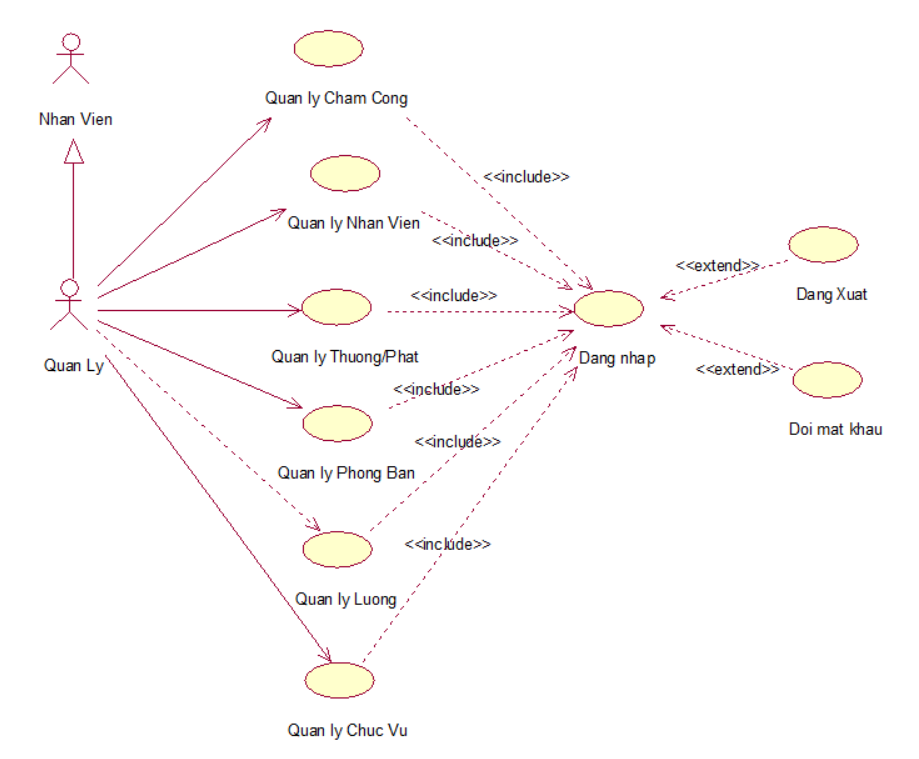 Nhan Vien
Quan ly Cham Cong
<<include>>
Quan ly Nhan Vien
<<include>>
<<extend>>
Dang Xuat
<<include>>
Quan Ly
Quan ly Thuong/Phat
Dang nhap
<<include>>
<<extend>>
Doi mat khau
<<include>>
Quan ly Phong Ban
<<include>>
Quan ly Luong
Quan ly Chuc Vu